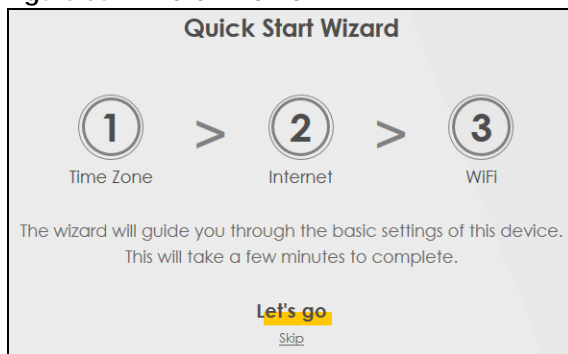 Quick Start Wizard
1 > 2 > 3
Time Zone Internet WiFi
The wizard will guide you through the basic settings of this device.
This will take a few minutes to complete.
Let's go
Skip